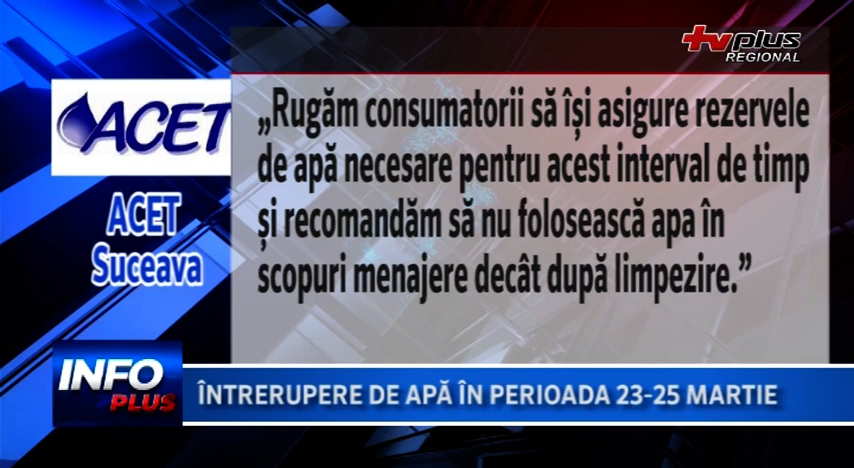 tvplus
REGIONAL
ACET
ACET
Suceava
„Rugăm consumatorii să își asigure rezervele
de apă necesare pentru acest interval de timp
și recomandăm să nu folosească apa în
scopuri menajere decât după limpezire.”
INFO
PLUS
ÎNTRERUPERE DE APĂ ÎN PERIOADA 23-25 MARTIE